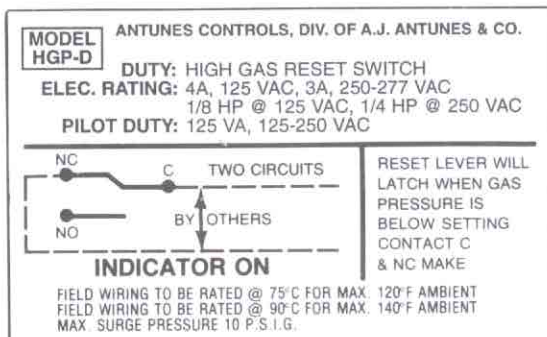 ANTUNES CONTROLS, DIV. OF A.J. ANTUNES & CO.
MODEL
HGP-D
DUTY: HIGH GAS RESET SWITCH
ELEC. RATING: 4A, 125 VAC, 3A, 250-277 VAC
1/8 HP @ 125 VAC, 1/4 HP @ 250 VAC
PILOT DUTY: 125 VA, 125-250 VAC
NC
C
TWO CIRCUITS
NO
BY OTHERS
INDICATOR ON
RESET LEVER WILL
LATCH WHEN GAS
PRESSURE IS
BELOW SETTING
CONTACT C
& NC MAKE
FIELD WIRING TO BE RATED @ 75°C FOR MAX. 120°F AMBIENT
FIELD WIRING TO BE RATED @ 90°C FOR MAX. 140°F AMBIENT
MAX. SURGE PRESSURE 10 P.S.I.G.